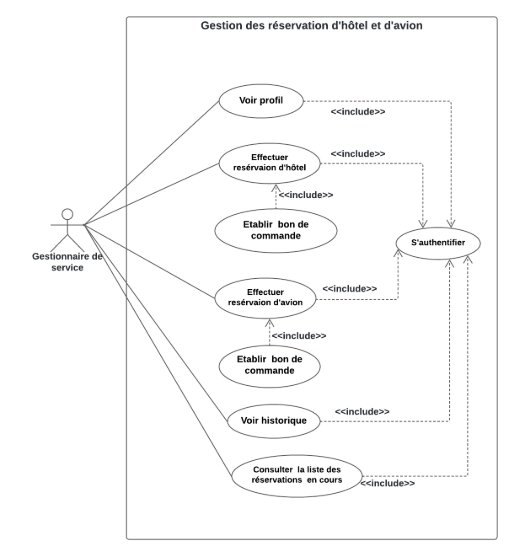 Gestion des réservation d'hôtel et d'avion
Voir profil
<<include>>
Effectuer
resérvaion d'hôtel
<<include>>
<<include>>
Etablir bon de
commande
S'authentifier
Gestionnaire de
service
Effectuer
resérvaion d'avion
<<include>>
<<include>>
Etablir bon de
commande
Voir historique
<<include>>
Consulter la liste des
réservations en cours
<<include>>